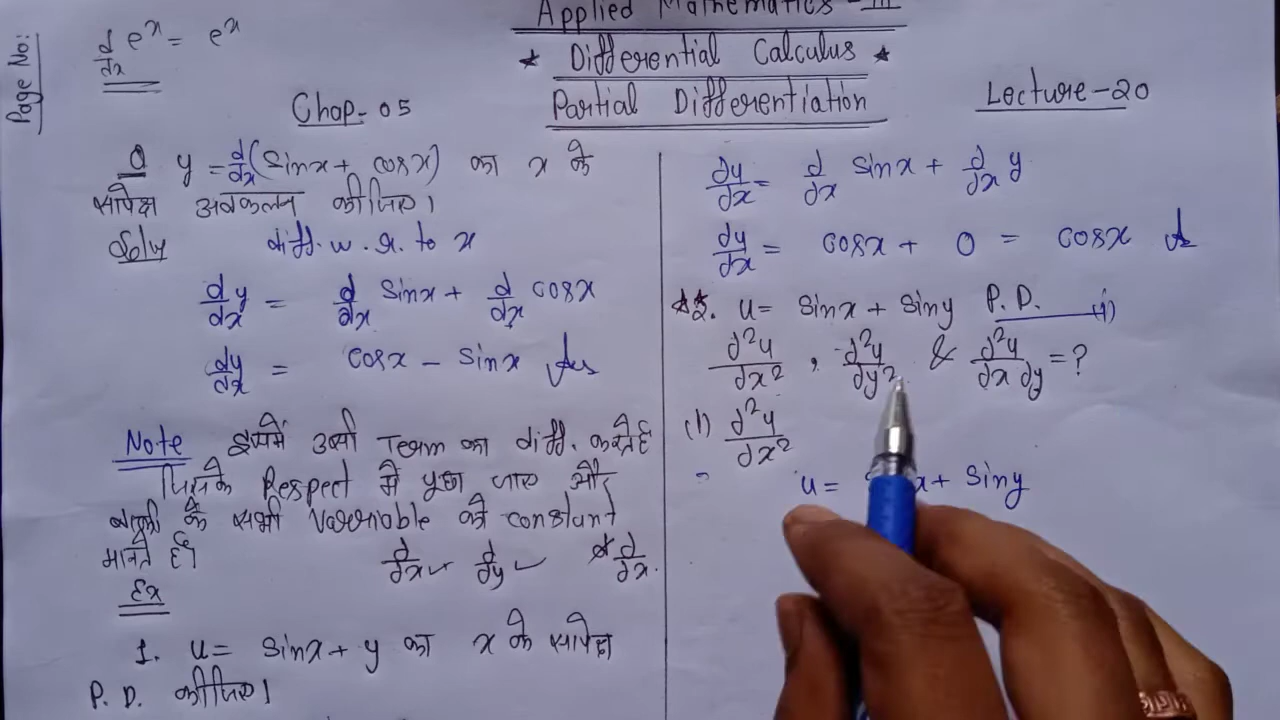 Page No:
d/dx e^x = e^x
Applied Mathematics - III
* Differential Calculus *
Partial Differentiation
Chap- 05
Lecture-20
Q y = d/dx (Sinx + cosx) का x के
सापेक्ष अवकलन कीजिए।
Solⁿ diff. w. r. to x
d/dx y = d/dx Sinx + d/dx cosx
dy/dx = cosx - sinx Ans
Note इसमें उसी Term का diff. करते है
जिसके Respect में पूछा जाए और
बाकी के सभी Vareriable को constant
मानते है।
d/dx ✓ d/dy ✓ * d/dx.
Ex
1. u = sinx + y का x के सापेक्ष
P. D. कीजिए।
∂u/∂x = ∂/∂x sinx + ∂/∂x y
∂u/∂x = cosx + 0 = cosx A
** 2. u = sinx + siny P. D. (i)
∂²u/∂x² , ∂²u/∂y² & ∂²u/∂x ∂y = ?
(1) ∂²u/∂x²
= u = x + siny